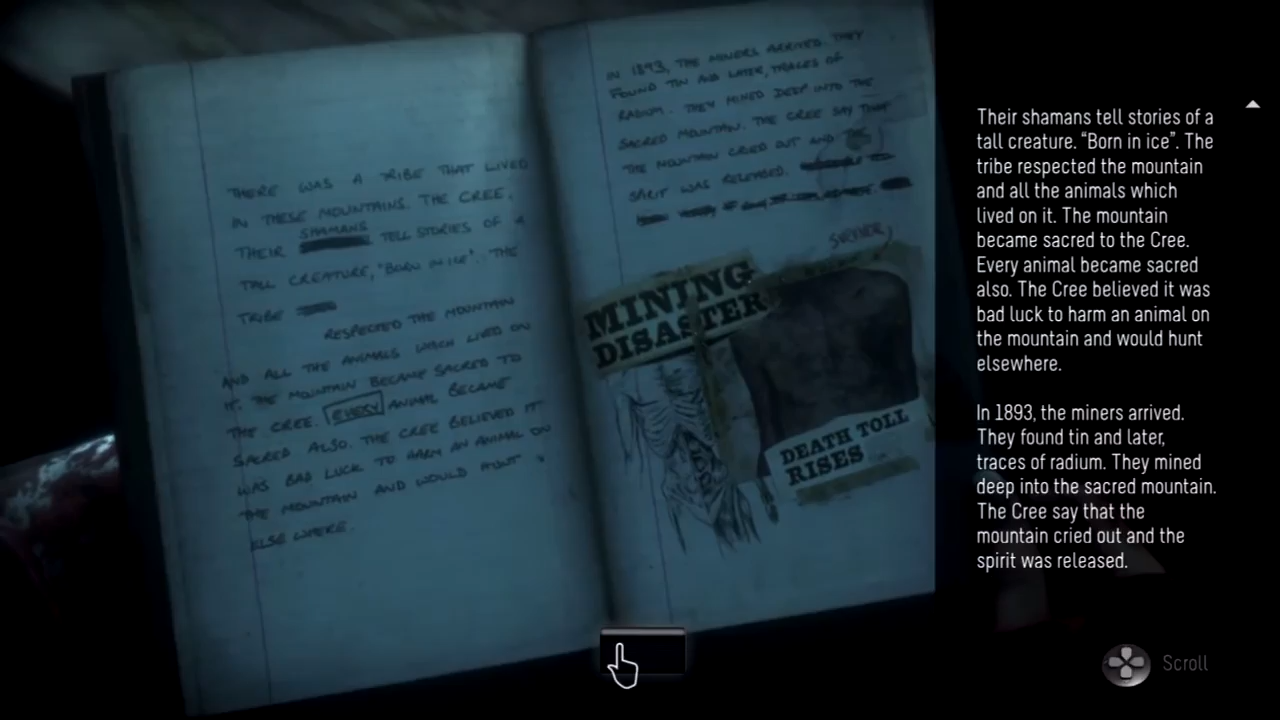 THERE WAS A TRIBE THAT LIVED
IN THESE MOUNTAINS. THE CREE.
SHAMANS
THEIR TELL STORIES OF A
TALL CREATURE, "BORN IN ICE". THE
TRIBE
RESPECTED THE MOUNTAIN
AND ALL THE ANIMALS WHICH LIVED ON
IT. THE MOUNTAIN BECAME SACRED TO
THE CREE. EVERY ANIMAL BECAME
SACRED ALSO. THE CREE BELIEVED IT
WAS BAD LUCK TO HARM AN ANIMAL ON
THE MOUNTAIN AND WOULD HUNT
ELSE WHERE.
IN 1893, THE MINERS ARRIVED. THEY
FOUND TIN AND LATER, TRACES OF
RADIUM. THEY MINED DEEP INTO THE
SACRED MOUNTAIN. THE CREE SAY THAT
THE MOUNTAIN CRIED OUT AND THE
WAS RELEASED.
MINING
DISASTER
DEATH TOLL
RISES
Their shamans tell stories of a
tall creature. “Born in ice”. The
tribe respected the mountain
and all the animals which
lived on it. The mountain
became sacred to the Cree.
Every animal became sacred
also. The Cree believed it was
bad luck to harm an animal on
the mountain and would hunt
elsewhere.
In 1893, the miners arrived.
They found tin and later,
traces of radium. They mined
deep into the sacred mountain.
The Cree say that the
mountain cried out and the
spirit was released.
Scroll